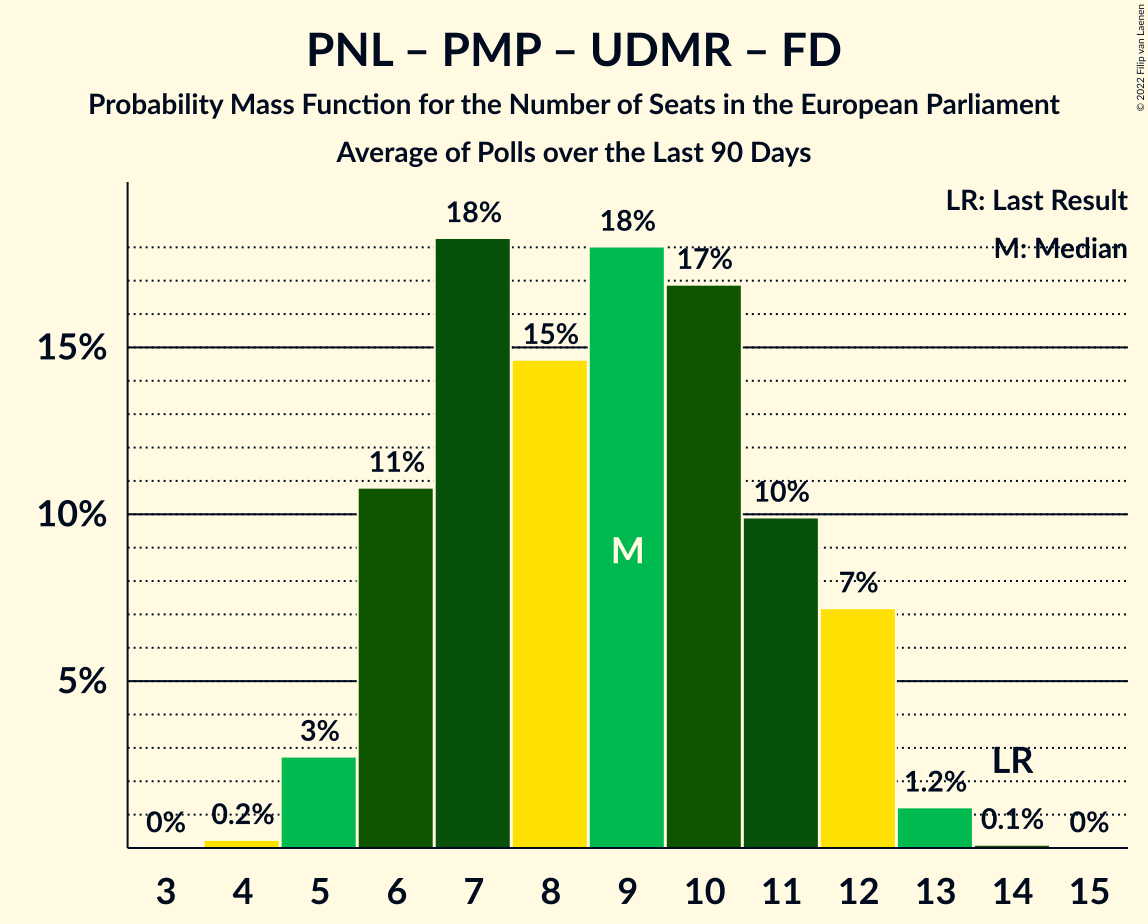 PNL – PMP – UDMR – FD
Probability Mass Function for the Number of Seats in the European Parliament
Average of Polls over the Last 90 Days
© 2022 Filip van Laenen
LR: Last Result
M: Median
18%
18%
17%
15%
15%
11%
10%
10%
M
7%
5%
3%
LR
1.2%
0%
0.2%
0.1%
0%
3 4 5 6 7 8 9 10 11 12 13 14 15